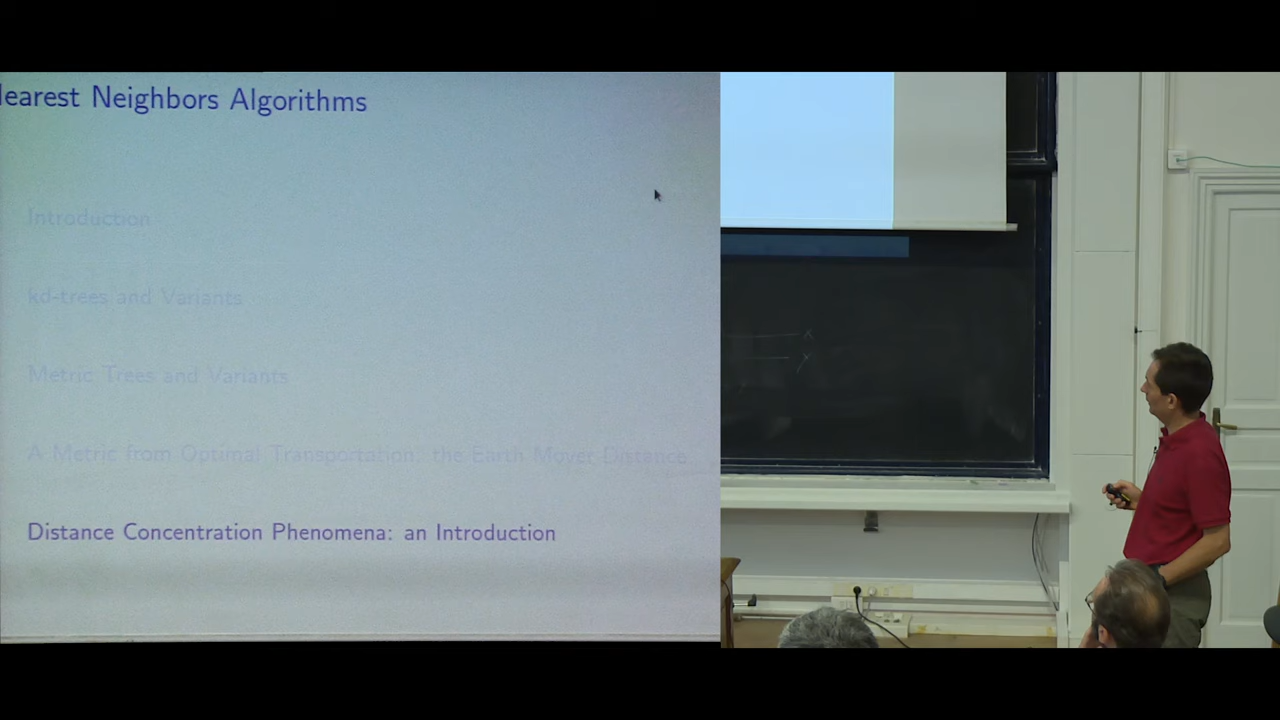 earest Neighbors Algorithms
Introduction
kd-trees and Variants
Metric Trees and Variants
A Metric from Optimal Transportation: the Earth Mover Distance
Distance Concentration Phenomena: an Introduction
x